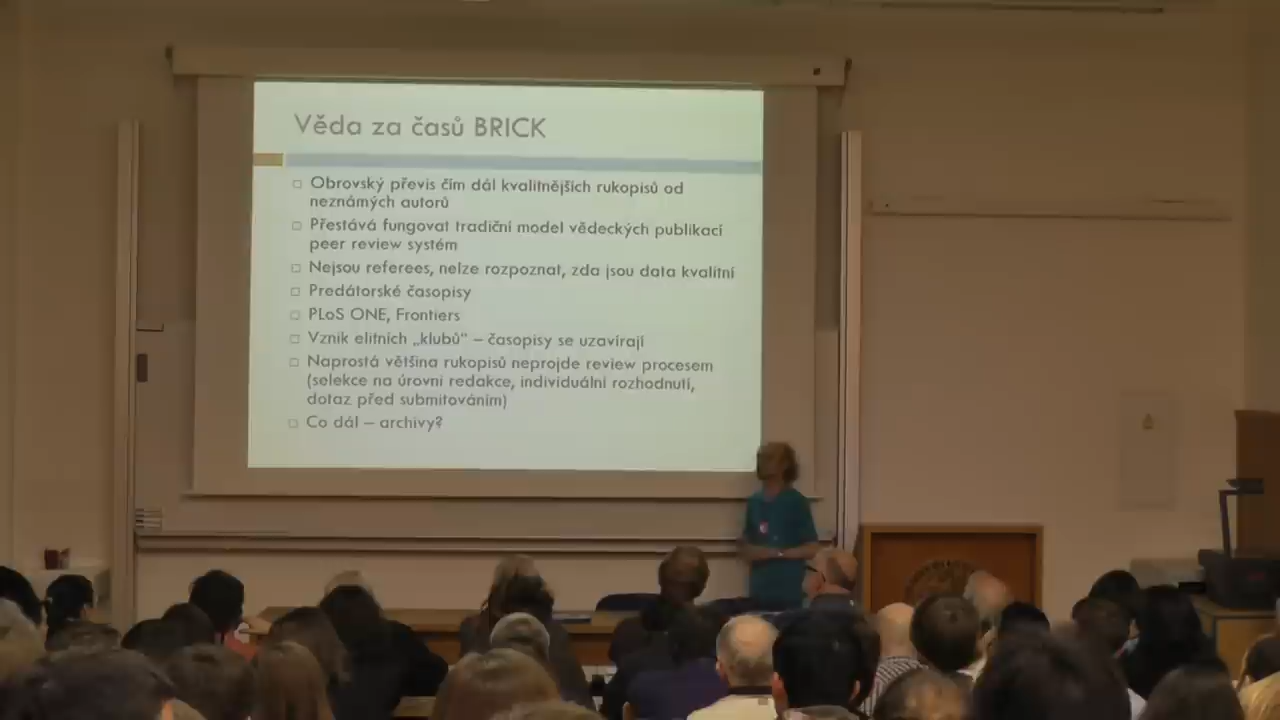 Věda za časů BRICK
Obrovský převis čím dál kvalitnějších rukopisů od
neznámých autorů
Přestává fungovat tradiční model vědeckých publikací
peer review systém
Nejsou referees, nelze rozpoznat, zda jsou data kvalitní
Predátorské časopisy
PLoS ONE, Frontiers
Vznik elitních „klubů“ – časopisy se uzavírají
Naprostá většina rukopisů neprojde review procesem
(selekce na úrovni redakce, individuální rozhodnutí,
dotaz před submitováním)
Co dál – archivy?